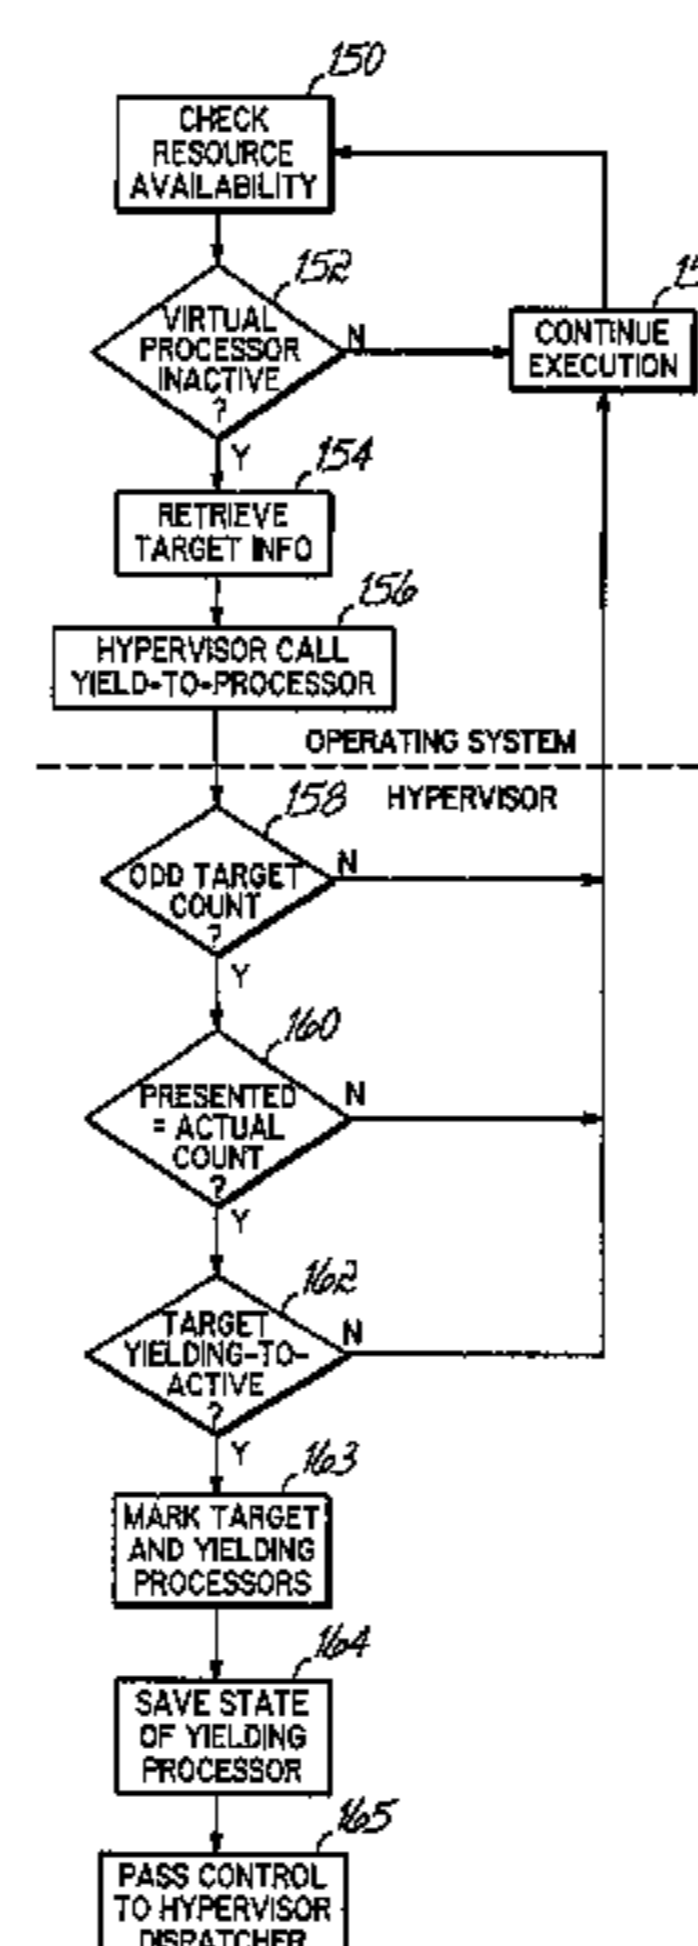 150
CHECK
RESOURCE
AVAILABILITY
152
VIRTUAL
PROCESSOR
INACTIVE
?
N
Y
CONTINUE
EXECUTION
154
RETRIEVE
TARGET INFO
156
HYPERVISOR CALL
YIELD-TO-PROCESSOR
OPERATING SYSTEM
HYPERVISOR
158
ODD TARGET
COUNT
?
N
Y
160
PRESENTED
= ACTUAL
COUNT
?
N
Y
162
TARGET
YIELDING-TO-
ACTIVE
?
N
Y
163
MARK TARGET
AND YIELDING
PROCESSORS
164
SAVE STATE
OF YIELDING
PROCESSOR
165
PASS CONTROL
TO HYPERVISOR
DISPATCHER